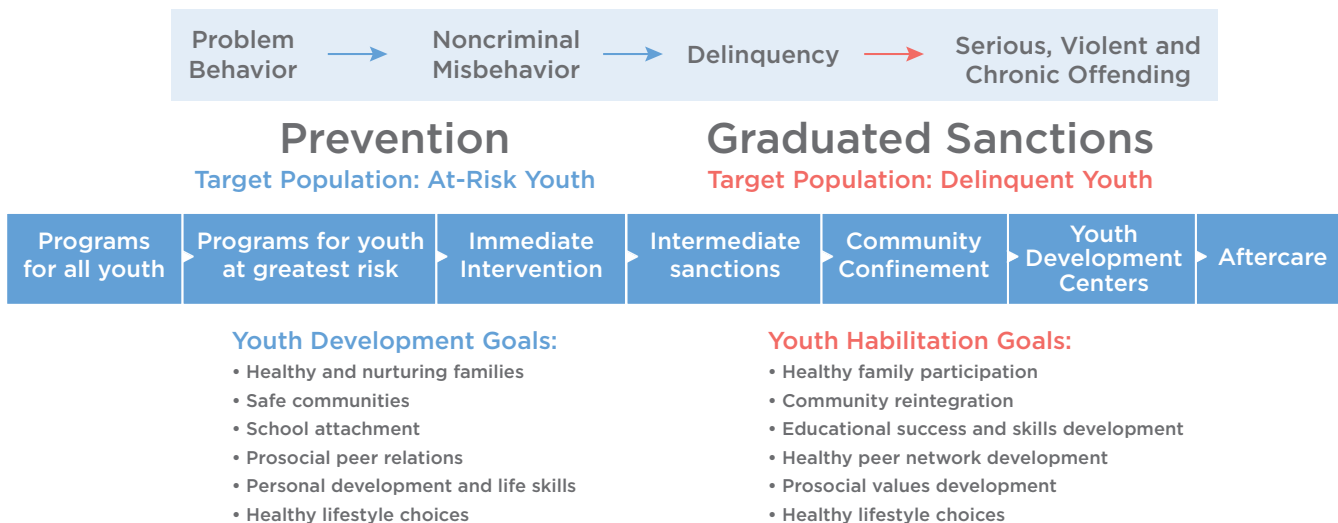 Problem
Behavior
Noncriminal
Misbehavior
Delinquency
Serious, Violent and
Chronic Offending
Prevention
Target Population: At-Risk Youth
Graduated Sanctions
Target Population: Delinquent Youth
Programs
for all youth
Programs for youth
at greatest risk
Immediate
Intervention
Intermediate
sanctions
Community
Confinement
Youth
Development
Centers
Aftercare
Youth Development Goals:
• Healthy and nurturing families
• Safe communities
• School attachment
• Prosocial peer relations
• Personal development and life skills
• Healthy lifestyle choices
Youth Habilitation Goals:
• Healthy family participation
• Community reintegration
• Educational success and skills development
• Healthy peer network development
• Prosocial values development
• Healthy lifestyle choices